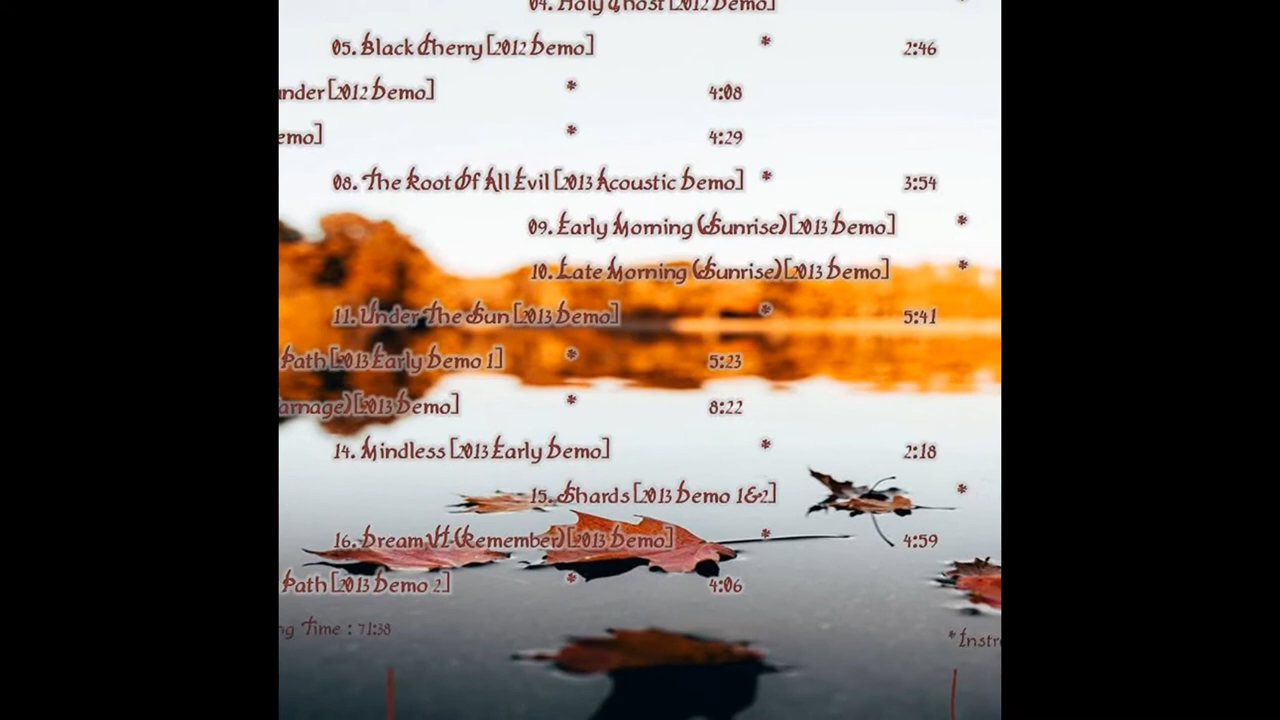 04. Holy Ghost [2012 Demo] *
05. Black Cherry [2012 Demo] * 2:46
under [2012 Demo] * 4:08
emo] * 4:29
08. The Root Of All Evil [2013 Acoustic Demo] * 3:54
09. Early Morning (Sunrise) [2013 Demo] *
10. Late Morning (Sunrise) [2013 Demo] *
11. Under The Sun [2013 Demo] * 5:41
Path [2013 Early Demo 1] * 5:23
arnage) [2013 Demo] * 8:22
14. Mindless [2013 Early Demo] * 2:18
15. Shards [2013 Demo 1&2] *
16. Dream VI (Remember) [2013 Demo] * 4:59
Path [2013 Demo 2] * 4:06
ng Time : 71:38
*Instr